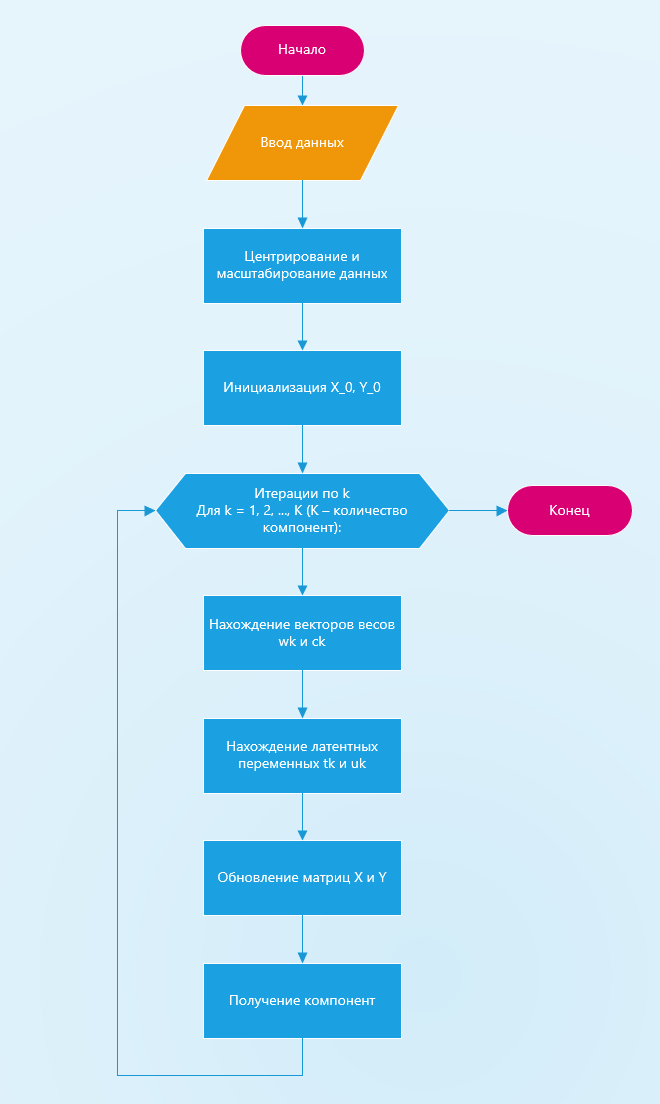 Начало
Ввод данных
Центрирование и
масштабирование данных
Инициализация X_0, Y_0
Итерации по k
Для k = 1, 2, ..., K (K – количество
компонент):
Конец
Нахождение векторов весов
wk и ck
Нахождение латентных
переменных tk и uk
Обновление матриц X и Y
Получение компонент